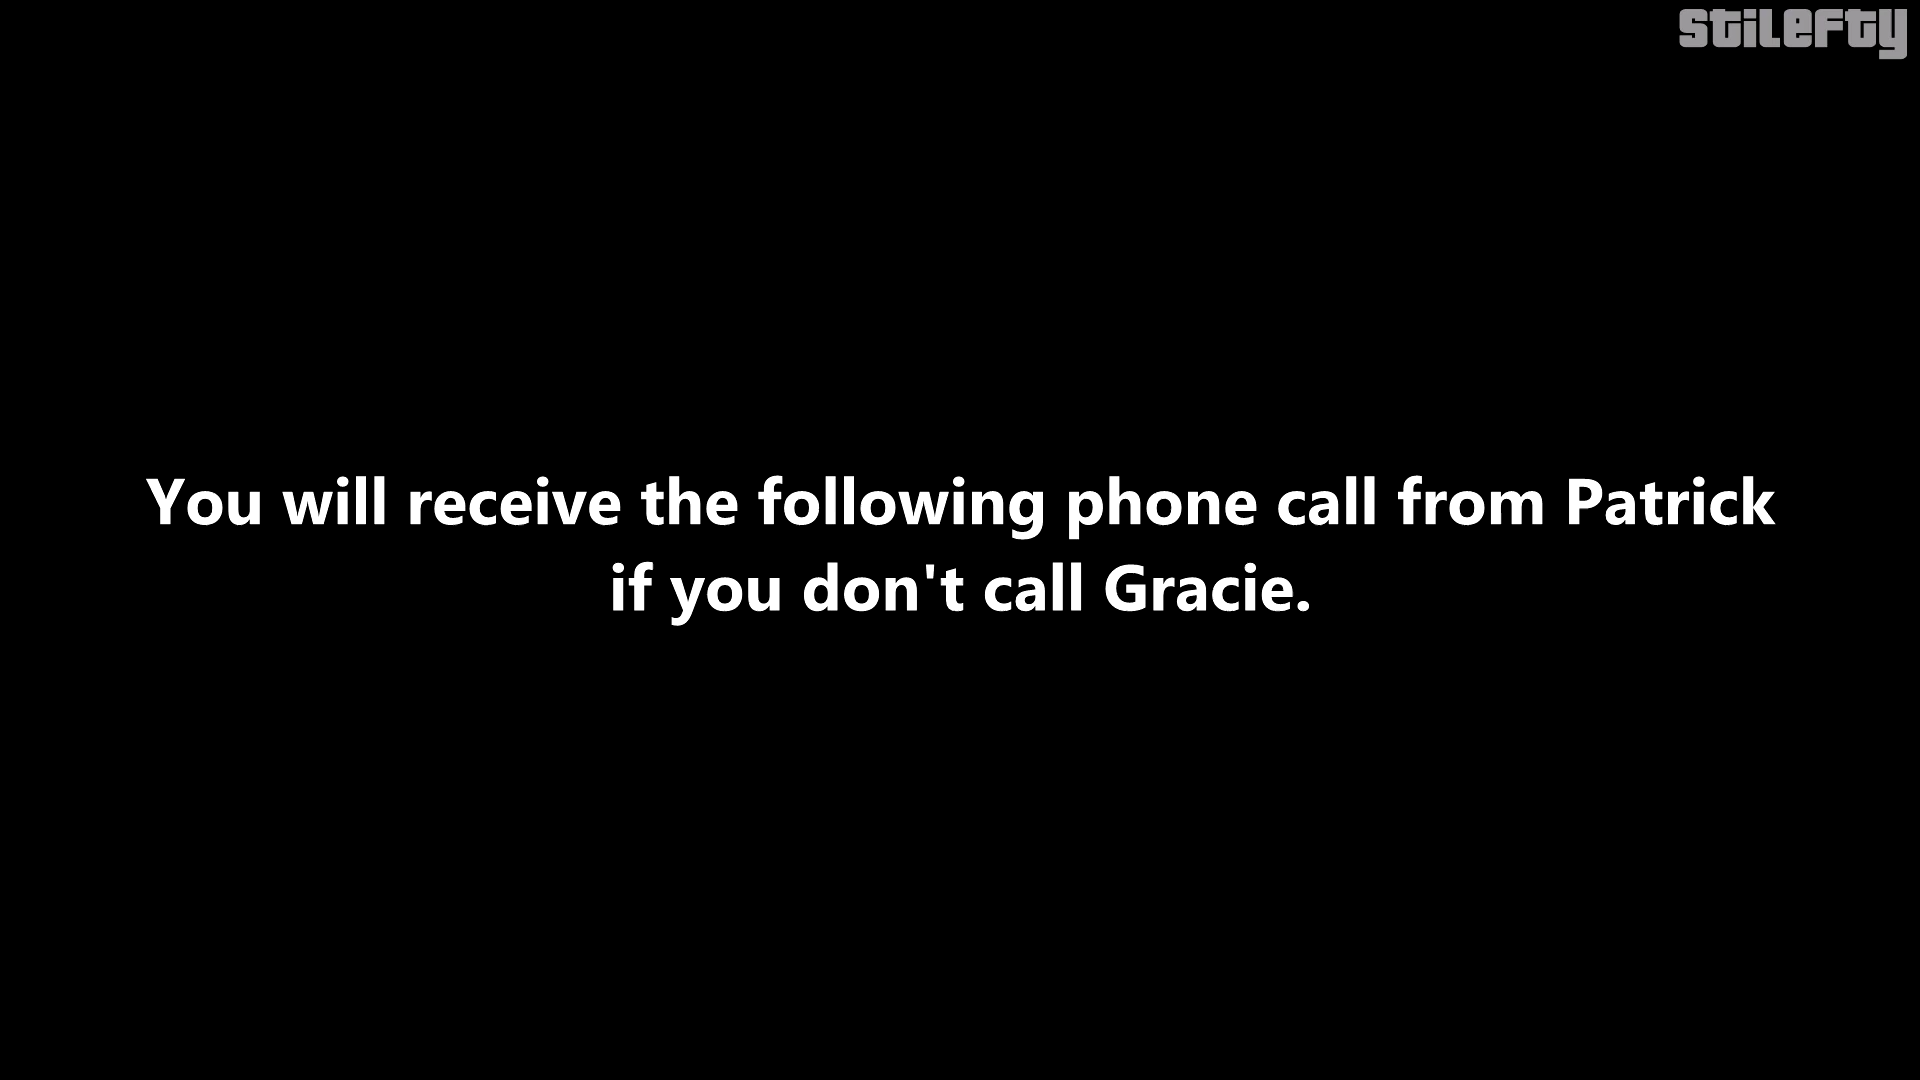 STILEFTY
You will receive the following phone call from Patrick
if you don't call Gracie.